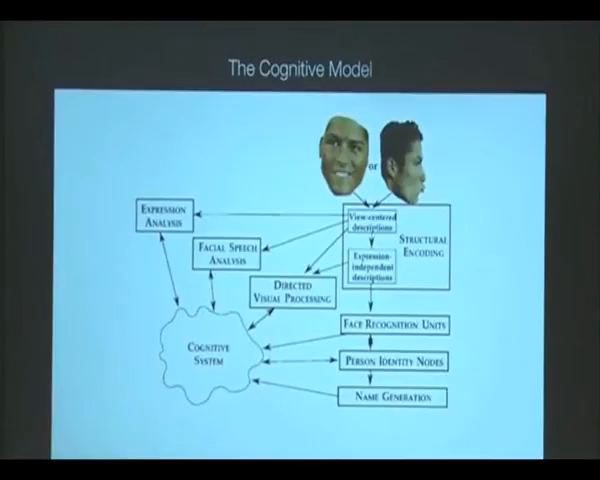 The Cognitive Model
or
View-centered
descriptions
EXPRESSION
ANALYSIS
STRUCTURAL
ENCODING
FACIAL SPEECH
ANALYSIS
Expression-
independent
descriptions
DIRECTED
VISUAL PROCESSING
FACE RECOGNITION UNITS
COGNITIVE
SYSTEM
PERSON IDENTITY NODES
NAME GENERATION